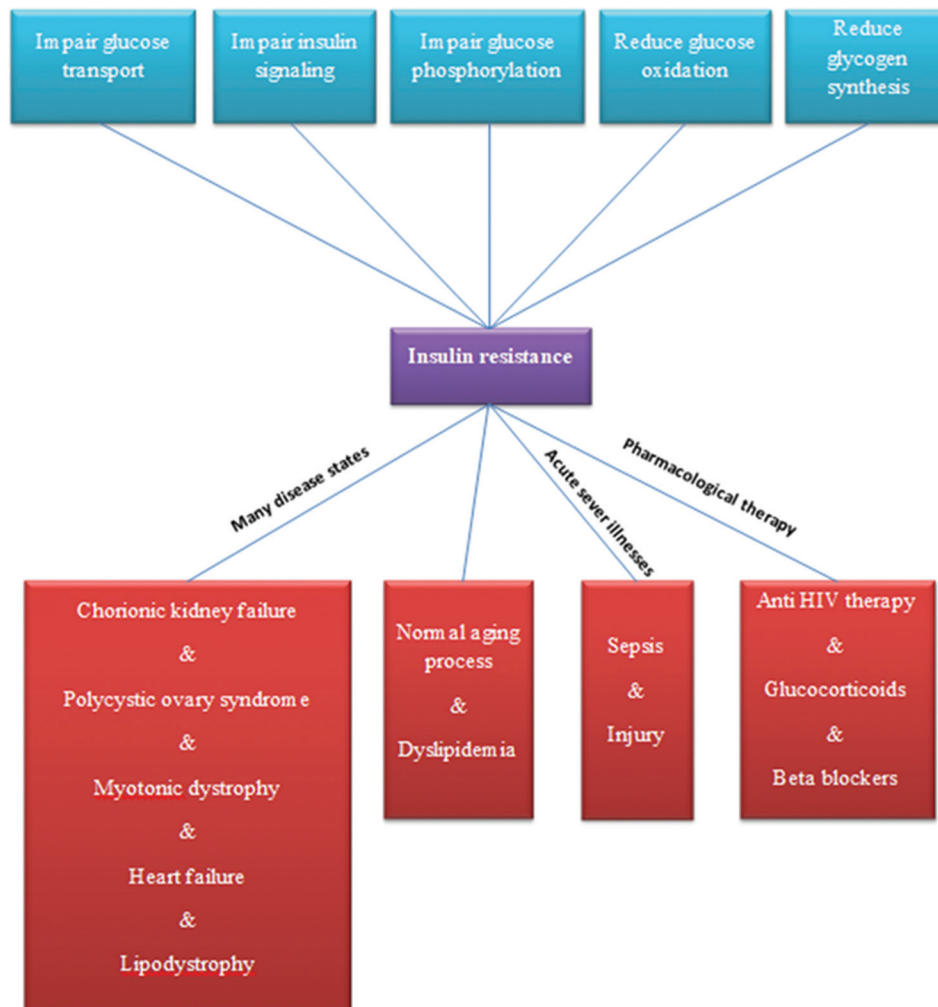 Impair glucose
transport
Impair insulin
signaling
Impair glucose
phosphorylation
Reduce glucose
oxidation
Reduce
glycogen
synthesis
Insulin resistance
Many disease states
Acute sever illnesses
Pharmacological therapy
Chorionic kidney failure
&
Polycystic ovary syndrome
&
Myotonic dystrophy
&
Heart failure
&
Lipodystrophy
Normal aging
process
&
Dyslipidemia
Sepsis
&
Injury
Anti HIV therapy
&
Glucocorticoids
&
Beta blockers